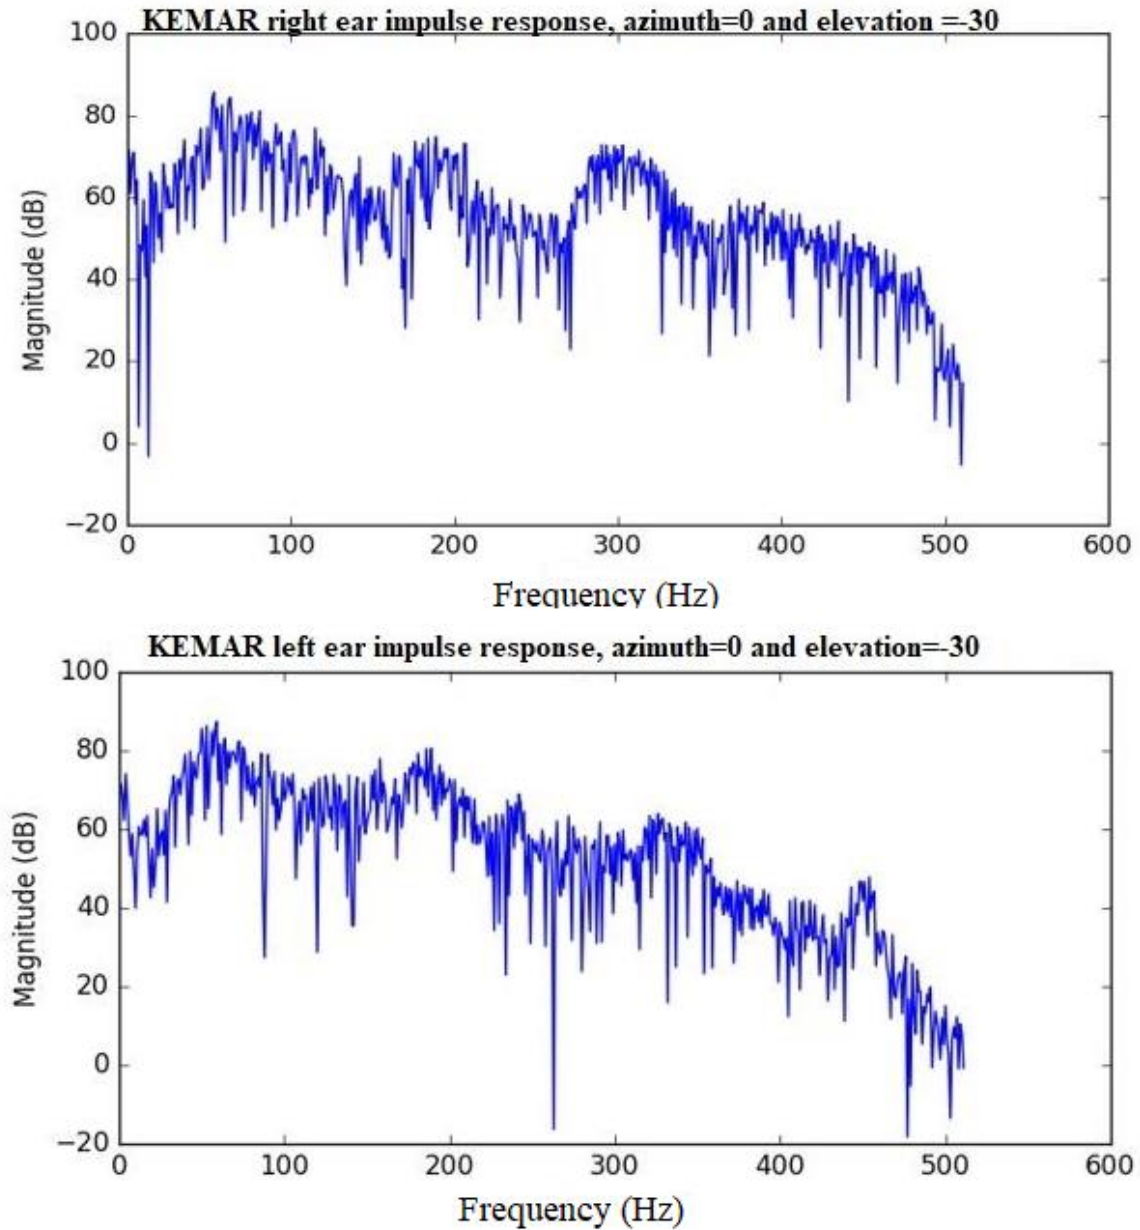 KEMAR right ear impulse response, azimuth=0 and elevation =-30
100
80
60
40
20
0
−20
Magnitude (dB)
0 100 200 300 400 500 600
Frequency (Hz)
KEMAR left ear impulse response, azimuth=0 and elevation=-30
100
80
60
40
20
0
−20
Magnitude (dB)
0 100 200 300 400 500 600
Frequency (Hz)